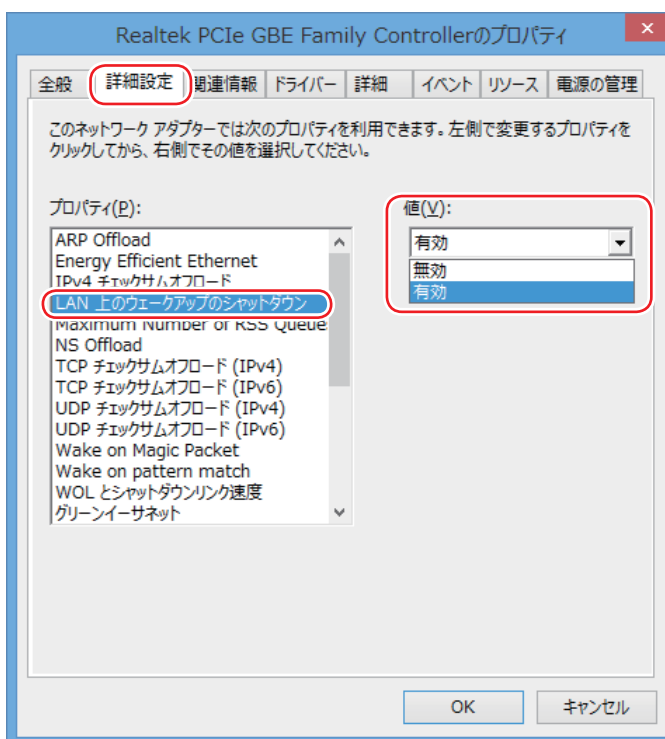 Realtek PCIe GBE Family Controllerのプロパティ
×
全般 詳細設定 関連情報 ドライバー 詳細 イベント リソース 電源の管理
このネットワーク アダプターでは次のプロパティを利用できます。左側で変更するプロパティを
クリックしてから、右側でその値を選択してください。
プロパティ(P):
値(V):
ARP Offload
Energy Efficient Ethernet
IPv4 チェックサムオフロード
LAN 上のウェークアップのシャットダウン
Maximum Number of RSS Queue
NS Offload
TCP チェックサムオフロード (IPv4)
TCP チェックサムオフロード (IPv6)
UDP チェックサムオフロード (IPv4)
UDP チェックサムオフロード (IPv6)
Wake on Magic Packet
Wake on pattern match
WOL とシャットダウンリンク速度
グリーンイーサネット
有効
無効
有効
OK
キャンセル